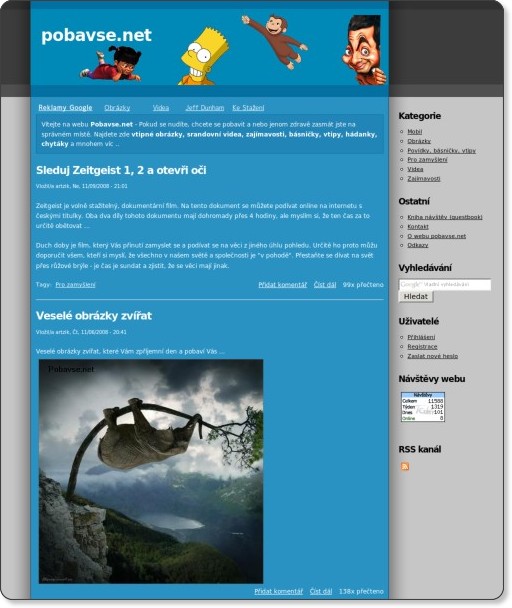 pobavse.net
Reklamy Google Obrázky Videa Jeff Dunham Ke Stažení
Vítejte na webu Pobavse.net - Pokud se nudíte, chcete se pobavit a nebo jenom zdravě zasmát jste na
správném místě. Najdete zde vtipné obrázky, srandovní videa, zajímavosti, básničky, vtipy, hádanky,
chytáky a mnohem víc ..
Sleduj Zeitgeist 1, 2 a otevři oči
Vložil/a artzik, Ne, 11/09/2008 - 21:01
Zeitgeist je volně stažitelný, dokumentární film. Na tento dokument se můžete podívat online na internetu s
českými titulky. Oba dva díly tohoto dokumentu mají dohromady přes 4 hodiny, ale myslím si, že ten čas za to
určitě obětovat ...
Duch doby je film, který Vás přinutí zamyslet se a podívat se na věci z jiného úhlu pohledu. Určitě ho proto můžu
doporučit všem, kteří si myslí, že všechno v našem světě a společnosti je "v pohodě". Přestaňte se dívat na svět
přes růžové brýle - je čas je sundat a zjistit, že se věci mají jinak.
Tagy: Pro zamyšlení Přidat komentář Číst dál 99x přečteno
Veselé obrázky zvířat
Vložil/a artzik, Čt, 11/06/2008 - 20:41
Veselé obrázky zvířat, které Vám zpříjemní den a pobaví Vás ...
Pobavse.net
Přidat komentář Číst dál 138x přečteno
Kategorie
Mobil
Obrázky
Povídky, básničky, vtipy
Pro zamyšlení
Videa
Zajímavosti
Ostatní
Kniha návštěv (guestbook)
Kontakt
O webu pobavse.net
Odkazy
Vyhledávání
Google™ Vlastní vyhledávání
Hledat
Uživatelé
Přihlášení
Registrace
Zaslat nové heslo
Návštěvy webu
Návštěvy
Celkem 11588
Týden 1319
Dnes 101
Online 8
RSS kanál